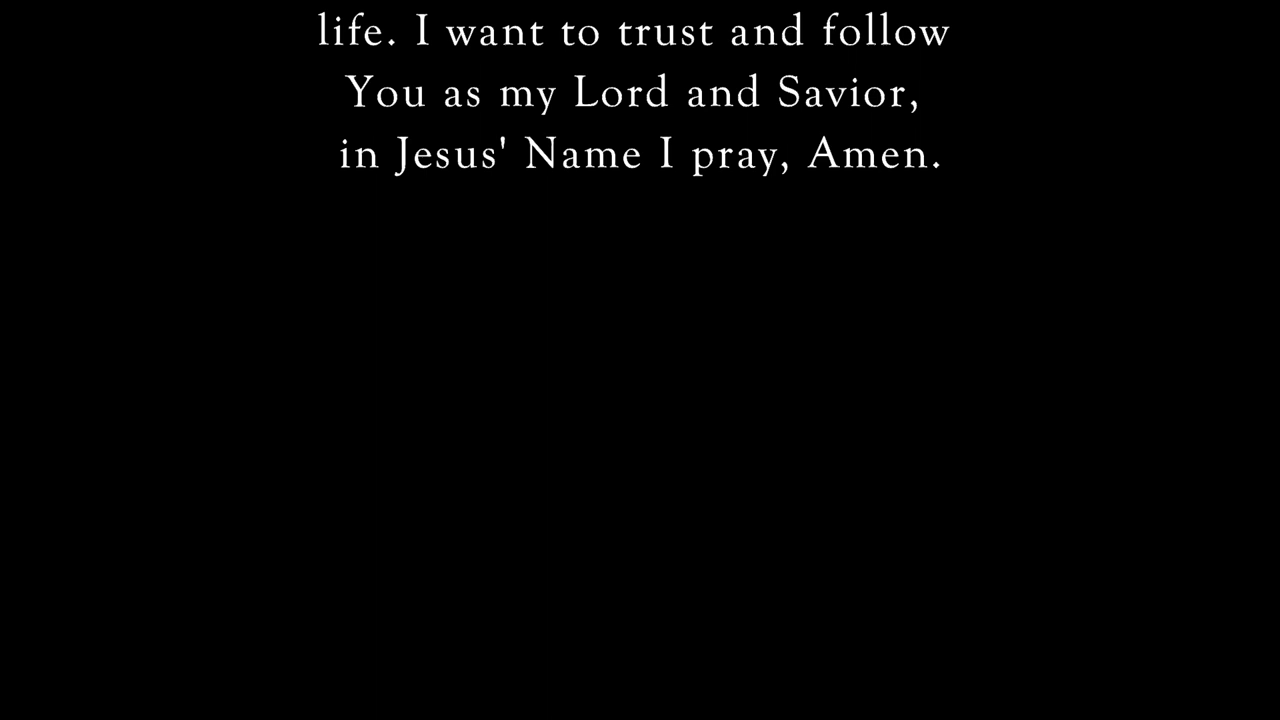 life. I want to trust and follow
You as my Lord and Savior,
in Jesus' Name I pray, Amen.